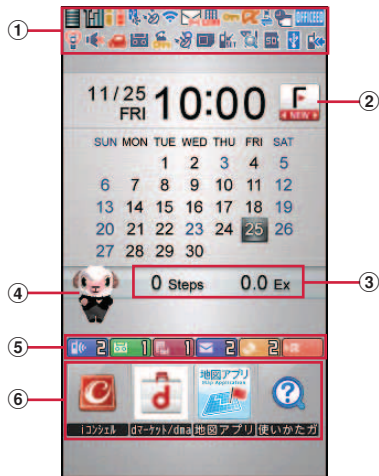 ①
OFFICEED
SD
②
11/25
FRI
10:00
F
NEW
SUN MON TUE WED THU FRI SAT
1 2 3 4 5
6 7 8 9 10 11 12
13 14 15 16 17 18 19
20 21 22 23 24 25 26
27 28 29 30
③
0 Steps 0.0 Ex
④
⑤
2 1 1 2 2
⑥
地図アプリ
Map Application
iコンシェル dマーケット/dma 地図アプリ 使いかたガ